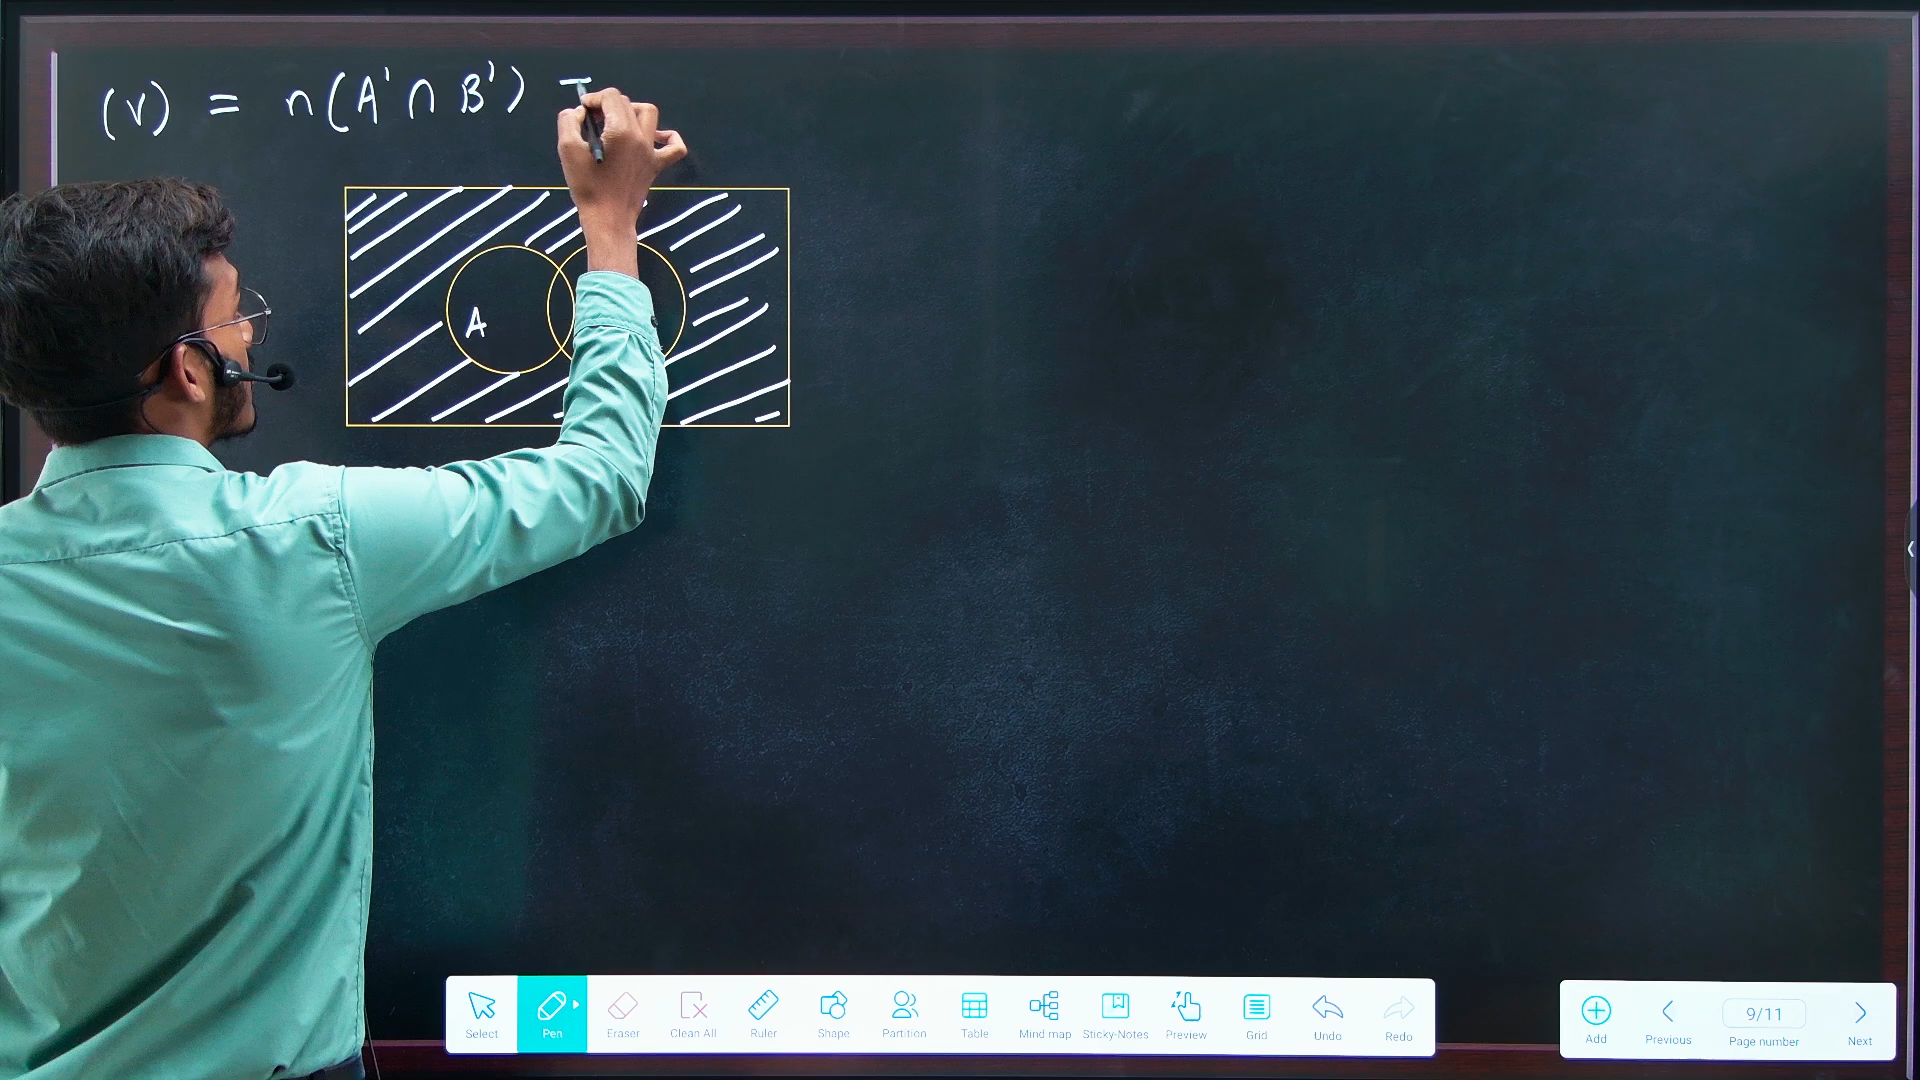 (v) = n(A' ∩ B')
A
Select Pen Eraser Clean All Ruler Shape Partition Table Mind map Sticky-Notes Preview Grid Undo Redo
Add Previous 9/11 Page number Next